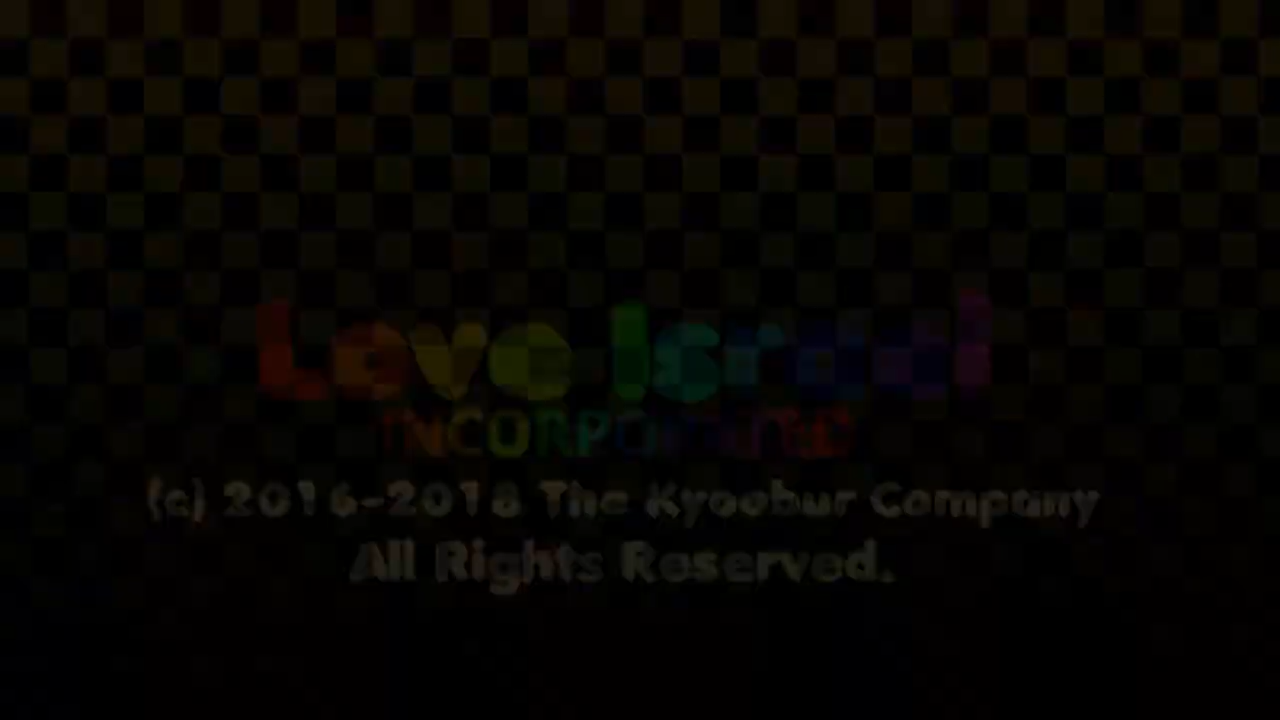 Love Israel
INCORPORATED
(c) 2016-2018 The Kyoobur Company
All Rights Reserved.